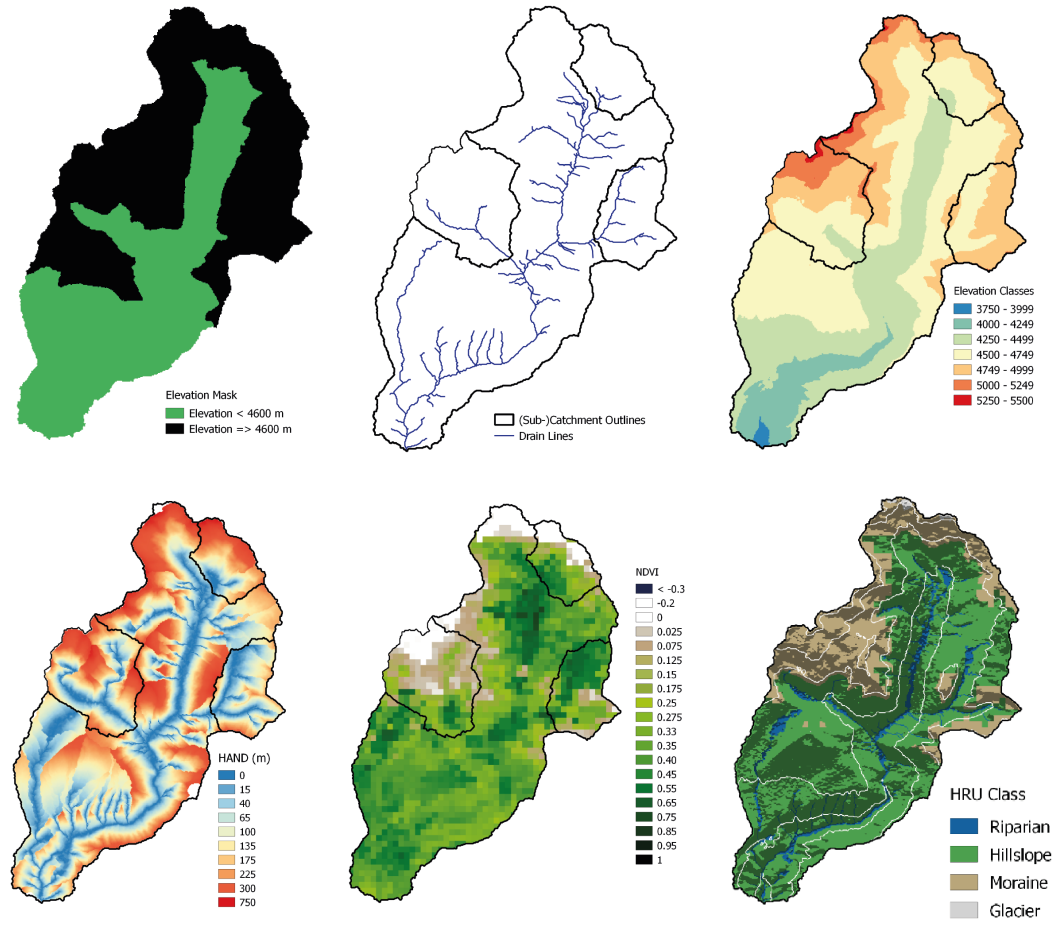 Elevation Mask
Elevation < 4600 m
Elevation => 4600 m
(Sub-)Catchment Outlines
Drain Lines
Elevation Classes
3750 - 3999
4000 - 4249
4250 - 4499
4500 - 4749
4749 - 4999
5000 - 5249
5250 - 5500
HAND (m)
0
15
40
65
100
135
175
225
300
750
NDVI
< -0.3
-0.2
0
0.025
0.075
0.125
0.15
0.175
0.25
0.275
0.33
0.35
0.40
0.45
0.55
0.65
0.75
0.85
0.95
1
HRU Class
Riparian
Hillslope
Moraine
Glacier